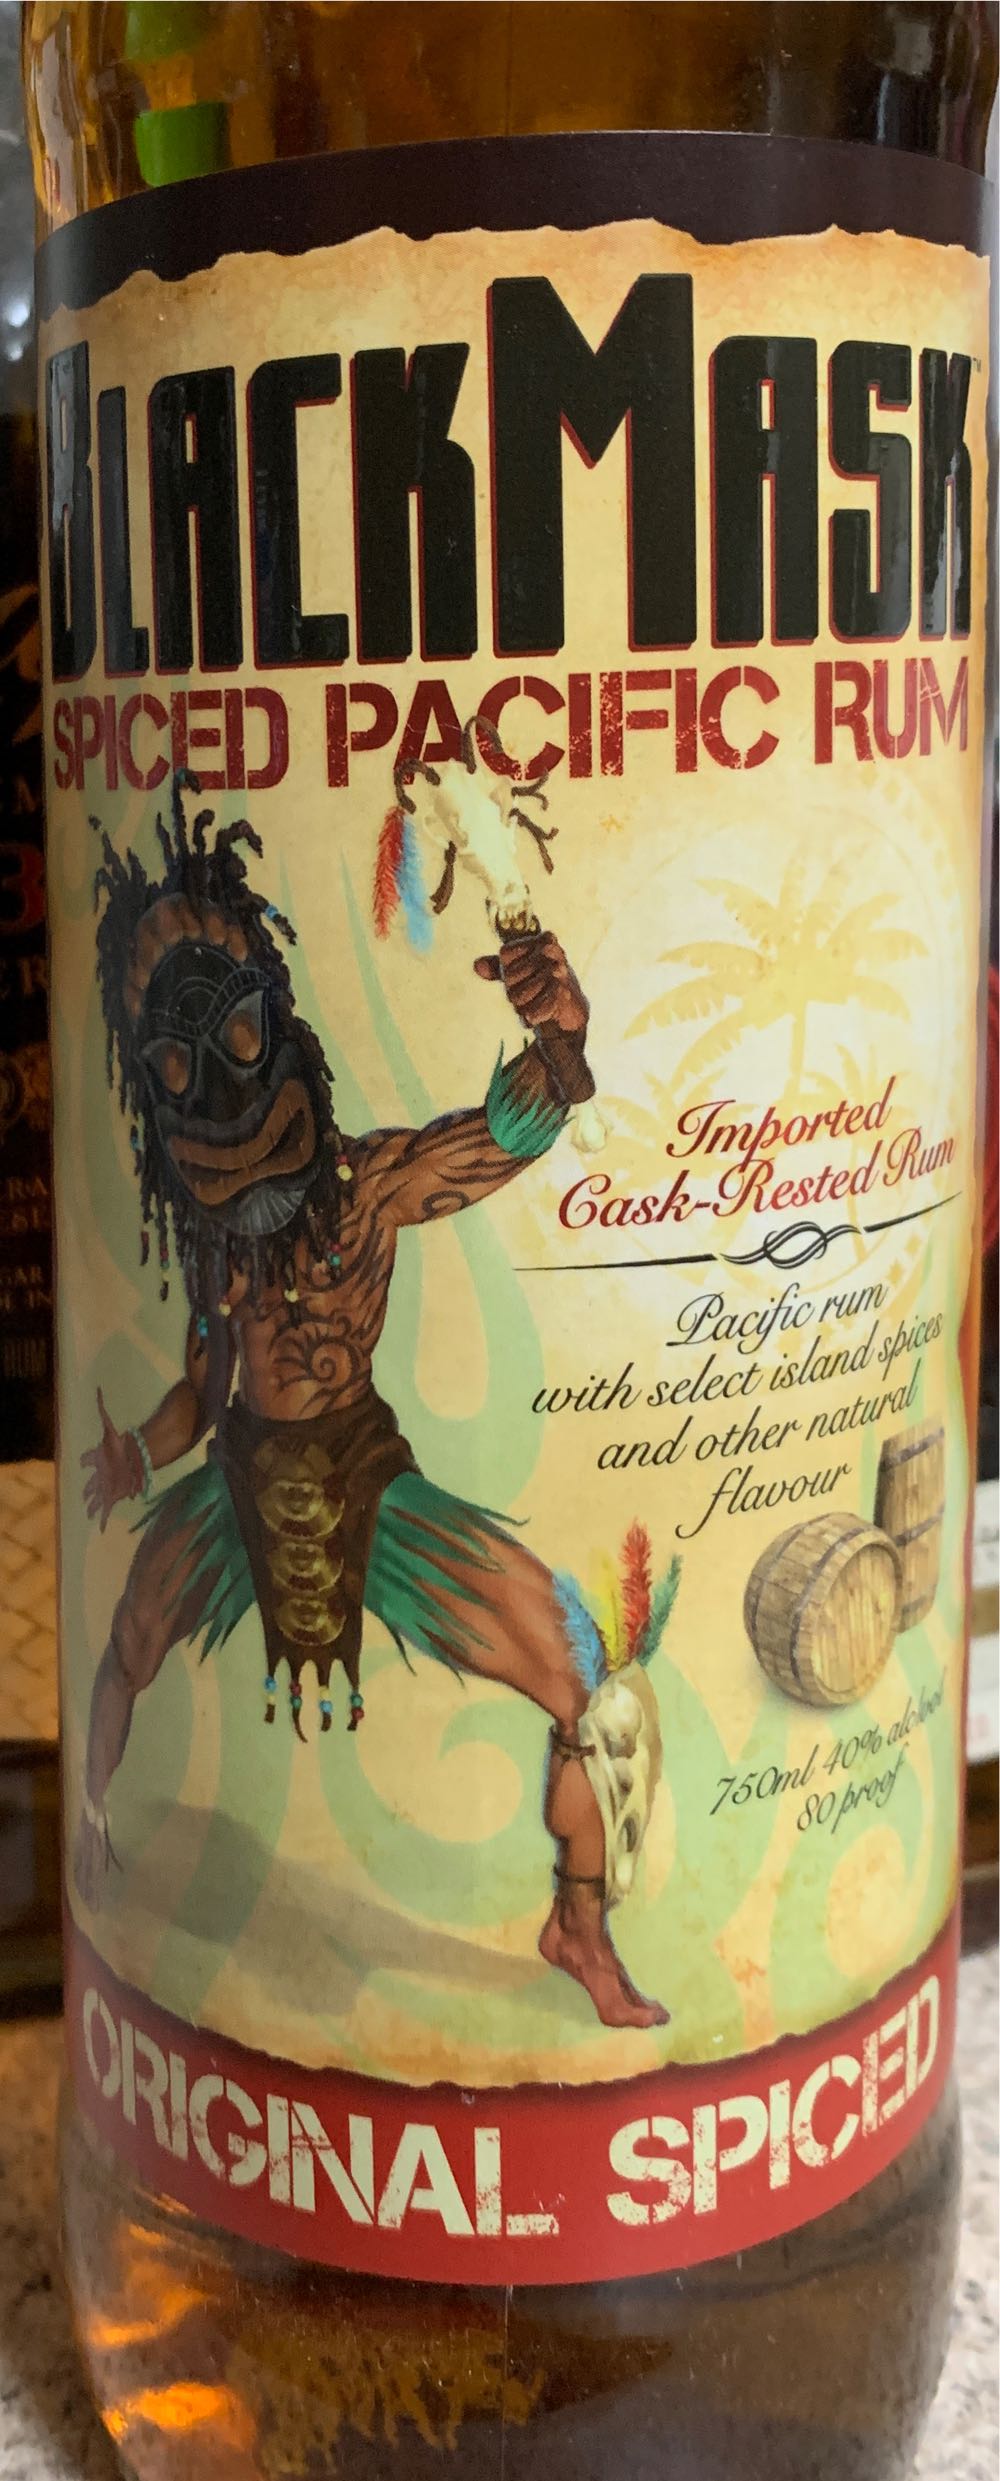 BLACKMASK™
SPICED PACIFIC RUM
Imported
Cask-Rested Rum
Pacific rum
with select island spices
and other natural
flavour
750ml 40% alcohol
80 proof
ORIGINAL SPICED